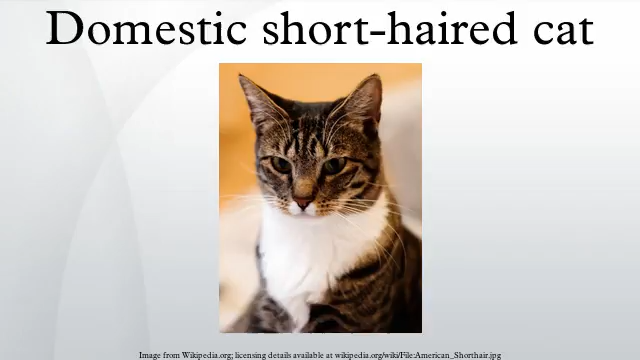 Domestic short-haired cat
Image from Wikipedia.org; licensing details available at wikipedia.org/wiki/File:American_Shorthair.jpg